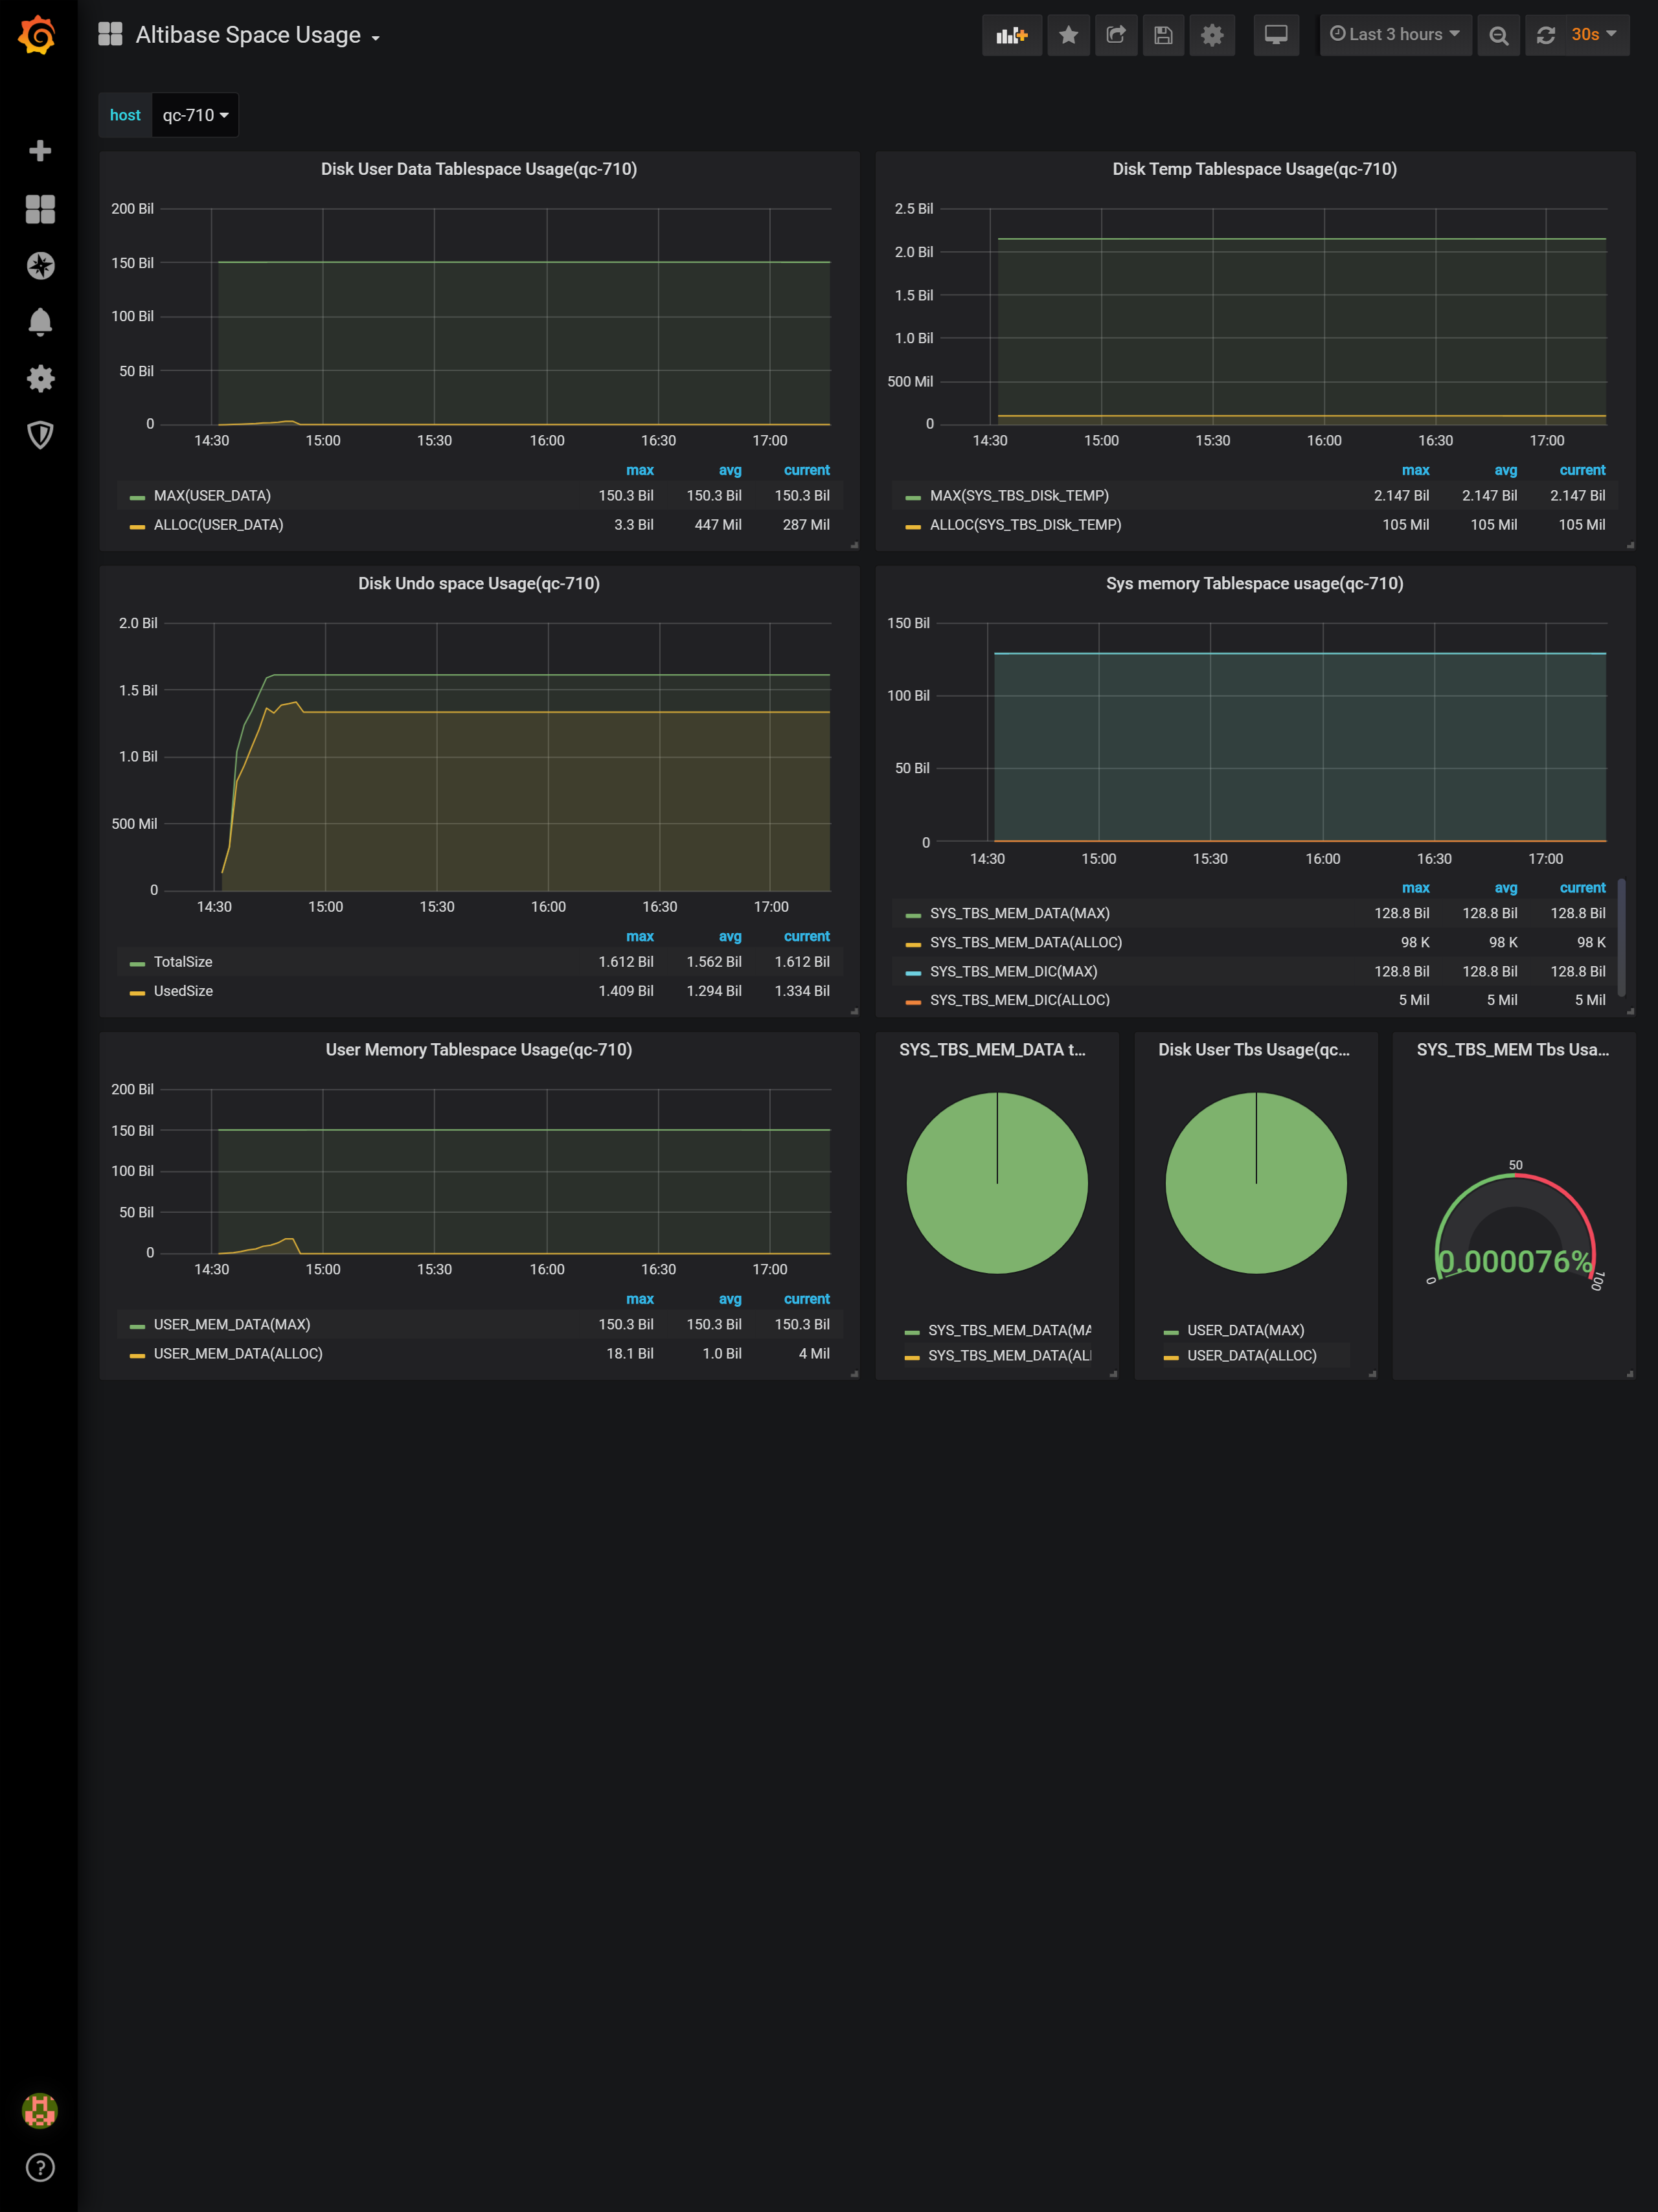 Altibase Space Usage
Last 3 hours
30s
host qc-710
Disk User Data Tablespace Usage(qc-710)
200 Bil
150 Bil
100 Bil
50 Bil
0
14:30 15:00 15:30 16:00 16:30 17:00
max avg current
MAX(USER_DATA) 150.3 Bil 150.3 Bil 150.3 Bil
ALLOC(USER_DATA) 3.3 Bil 447 Mil 287 Mil
Disk Temp Tablespace Usage(qc-710)
2.5 Bil
2.0 Bil
1.5 Bil
1.0 Bil
500 Mil
0
14:30 15:00 15:30 16:00 16:30 17:00
max avg current
MAX(SYS_TBS_DISk_TEMP) 2.147 Bil 2.147 Bil 2.147 Bil
ALLOC(SYS_TBS_DISk_TEMP) 105 Mil 105 Mil 105 Mil
Disk Undo space Usage(qc-710)
2.0 Bil
1.5 Bil
1.0 Bil
500 Mil
0
14:30 15:00 15:30 16:00 16:30 17:00
max avg current
TotalSize 1.612 Bil 1.562 Bil 1.612 Bil
UsedSize 1.409 Bil 1.294 Bil 1.334 Bil
Sys memory Tablespace usage(qc-710)
150 Bil
100 Bil
50 Bil
0
14:30 15:00 15:30 16:00 16:30 17:00
max avg current
SYS_TBS_MEM_DATA(MAX) 128.8 Bil 128.8 Bil 128.8 Bil
SYS_TBS_MEM_DATA(ALLOC) 98 K 98 K 98 K
SYS_TBS_MEM_DIC(MAX) 128.8 Bil 128.8 Bil 128.8 Bil
SYS_TBS_MEM_DIC(ALLOC) 5 Mil 5 Mil 5 Mil
User Memory Tablespace Usage(qc-710)
200 Bil
150 Bil
100 Bil
50 Bil
0
14:30 15:00 15:30 16:00 16:30 17:00
max avg current
USER_MEM_DATA(MAX) 150.3 Bil 150.3 Bil 150.3 Bil
USER_MEM_DATA(ALLOC) 18.1 Bil 1.0 Bil 4 Mil
SYS_TBS_MEM_DATA t...
SYS_TBS_MEM_DATA(MA
SYS_TBS_MEM_DATA(AL
Disk User Tbs Usage(qc...
USER_DATA(MAX)
USER_DATA(ALLOC)
SYS_TBS_MEM Tbs Usa...
50
0.000076%
0
100